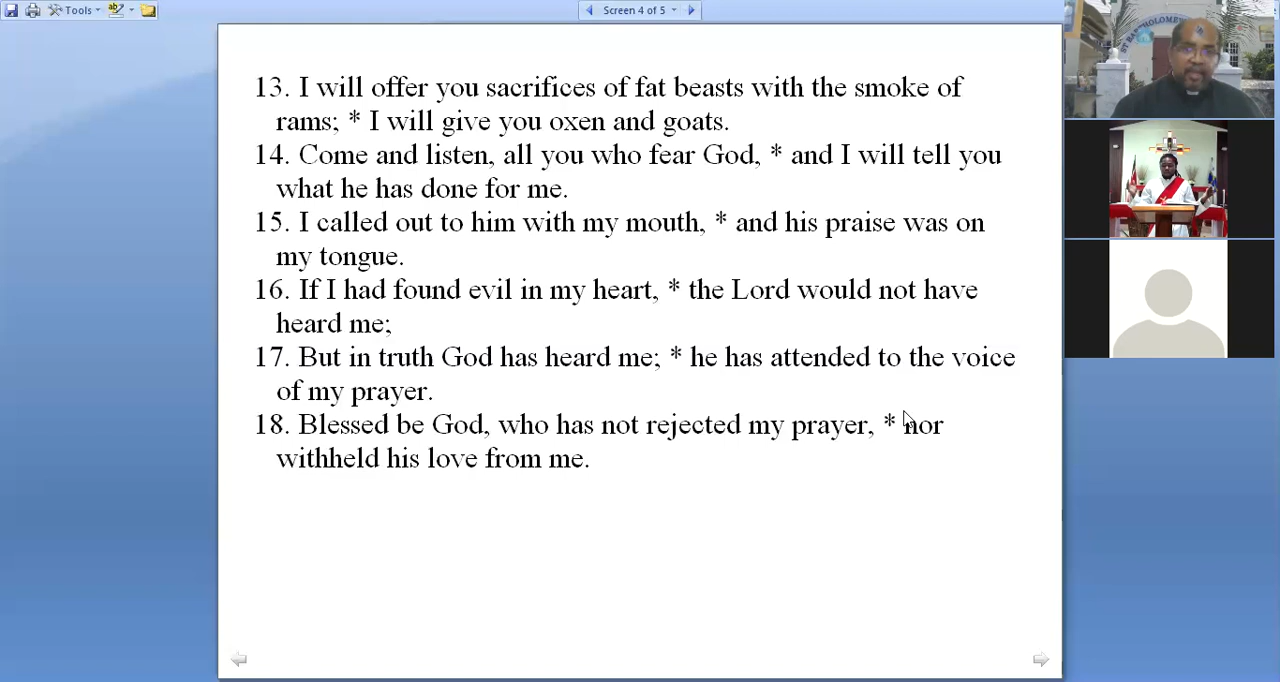 Tools
Screen 4 of 5
ST BARTHOLOMEW
13. I will offer you sacrifices of fat beasts with the smoke of
rams; * I will give you oxen and goats.
14. Come and listen, all you who fear God, * and I will tell you
what he has done for me.
15. I called out to him with my mouth, * and his praise was on
my tongue.
16. If I had found evil in my heart, * the Lord would not have
heard me;
17. But in truth God has heard me; * he has attended to the voice
of my prayer.
18. Blessed be God, who has not rejected my prayer, * nor
withheld his love from me.